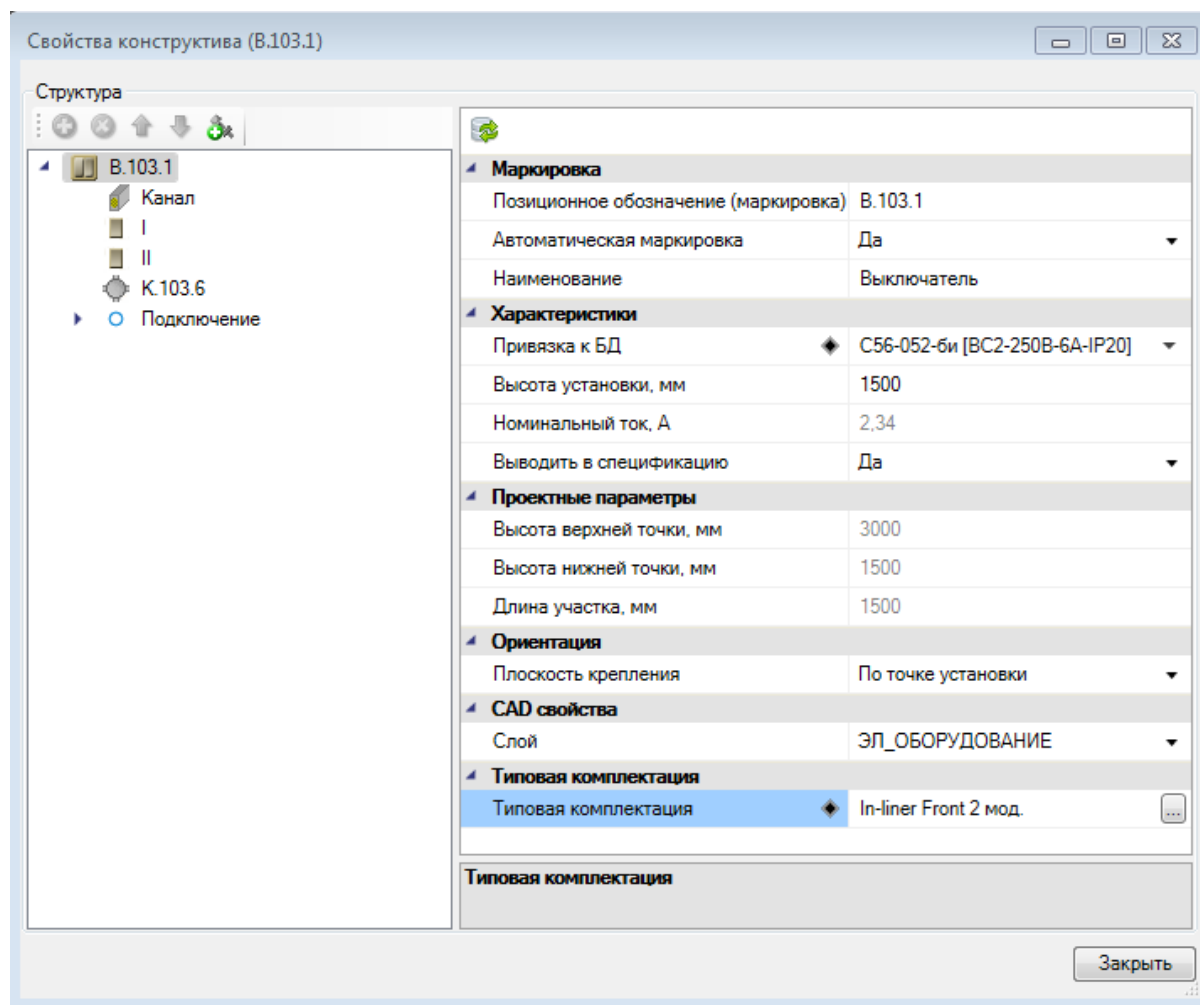 Свойства конструктива (В.103.1)
Структура
В.103.1
Канал
I
II
К.103.6
Подключение
Маркировка
Позиционное обозначение (маркировка) В.103.1
Автоматическая маркировка Да
Наименование Выключатель
Характеристики
Привязка к БД С56-052-би [ВС2-250В-6А-IP20]
Высота установки, мм 1500
Номинальный ток, А 2,34
Выводить в спецификацию Да
Проектные параметры
Высота верхней точки, мм 3000
Высота нижней точки, мм 1500
Длина участка, мм 1500
Ориентация
Плоскость крепления По точке установки
CAD свойства
Слой ЭЛ_ОБОРУДОВАНИЕ
Типовая комплектация
Типовая комплектация In-liner Front 2 мод. ...
Типовая комплектация
Закрыть